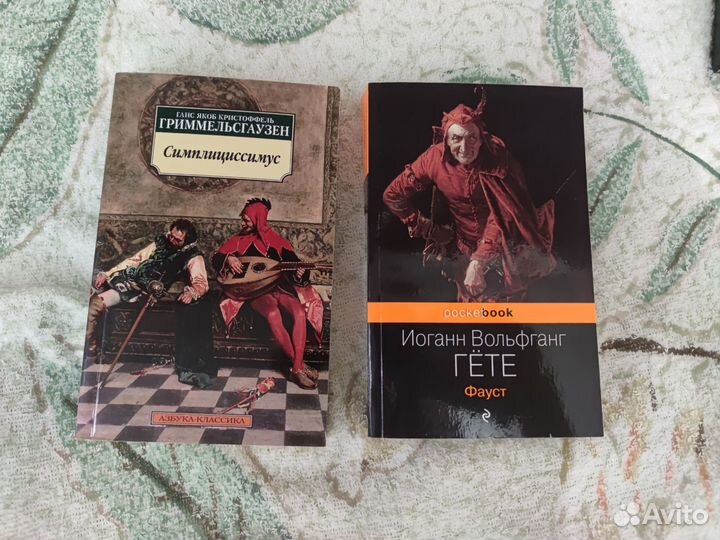 ГАНС ЯКОБ КРИСТОФФЕЛЬ
ГРИММЕЛЬСГАУЗЕН
Симплициссимус
АЗБУКА-КЛАССИКА
pocketbook
Иоганн Вольфганг
ГЁТЕ
Фауст
Avito